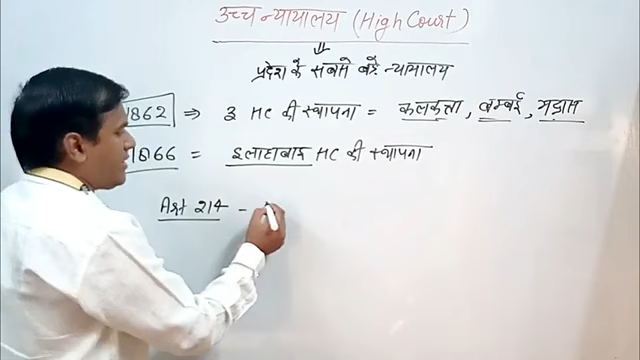 उच्च न्यायालय (High Court)
⇓
प्रदेश के सबसे बड़े न्यायालय
1862 ⇒ 3 HC की स्थापना = कलकत्ता, बम्बई, मद्रास
1866 = इलाहाबाद HC की स्थापना
Art 214 -